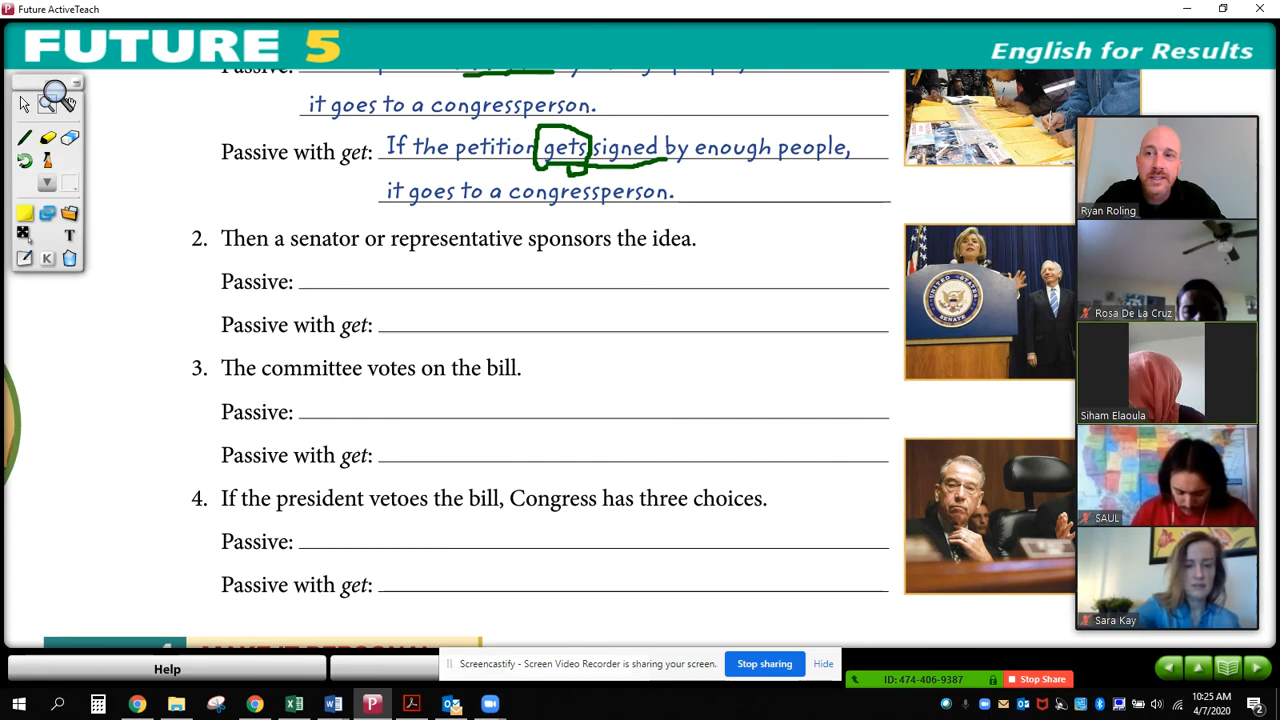 Future ActiveTeach
FUTURE 5
English for Results
Passive:
it goes to a congressperson.
Passive with get: If the petition gets signed by enough people,
it goes to a congressperson.
2. Then a senator or representative sponsors the idea.
Passive:
Passive with get:
3. The committee votes on the bill.
Passive:
Passive with get:
4. If the president vetoes the bill, Congress has three choices.
Passive:
Passive with get:
UNITED STATES
SENATE
Ryan Roling
Rosa De La Cruz
Siham Elaoula
SAUL
Sara Kay
T
K
Help
Screencastify - Screen Video Recorder is sharing your screen.
Stop sharing
Hide
ID: 474-406-9387
Stop Share
10:25 AM
4/7/2020
2